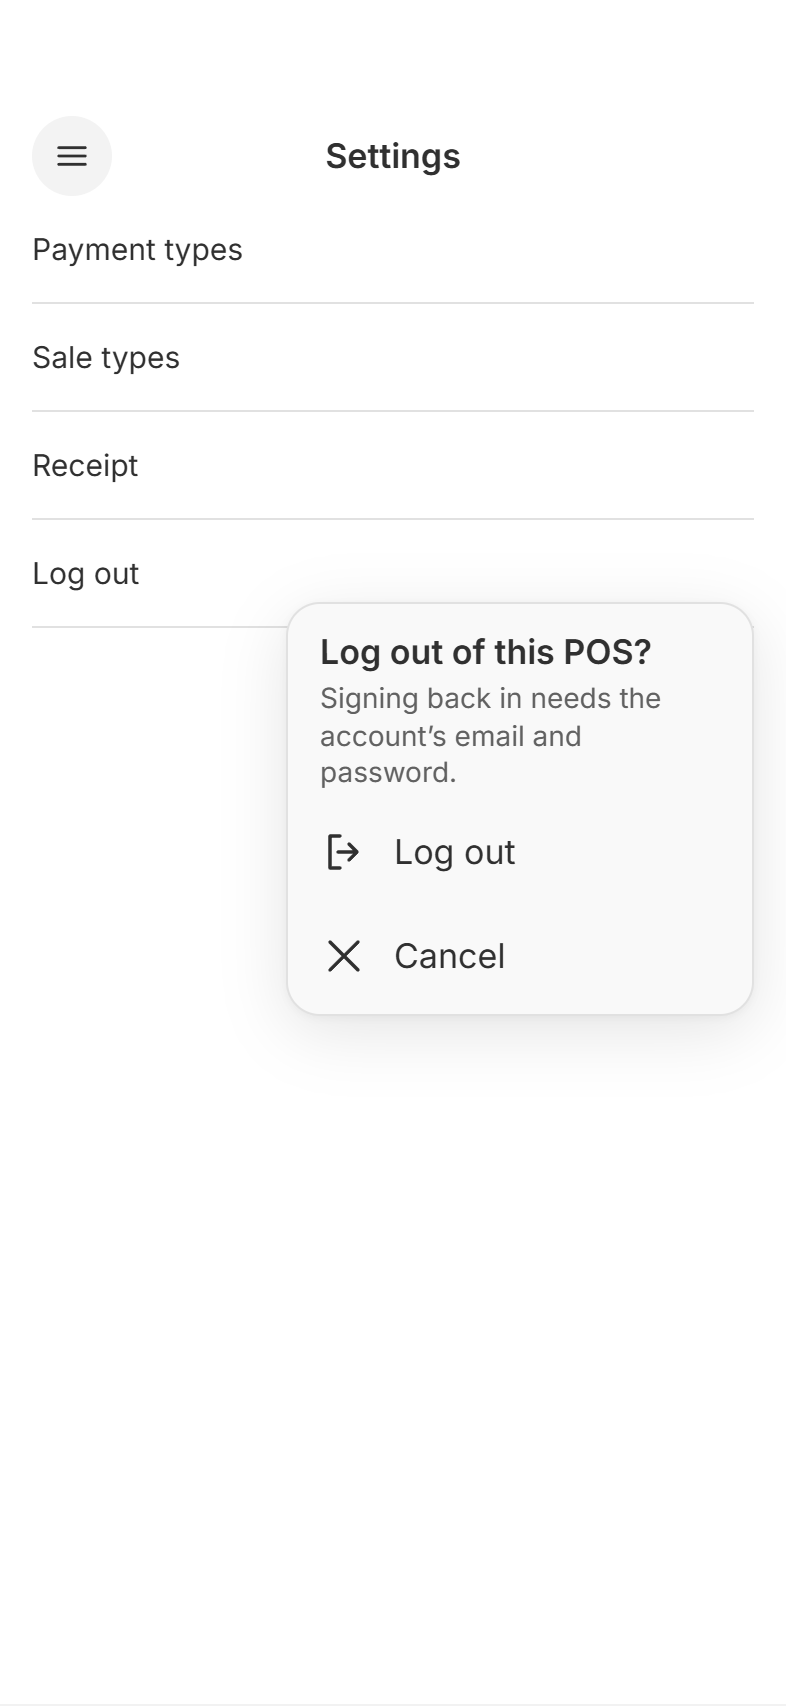 Settings
Payment types
Sale types
Receipt
Log out
Log out of this POS?
Signing back in needs the
account’s email and
password.
Log out
Cancel